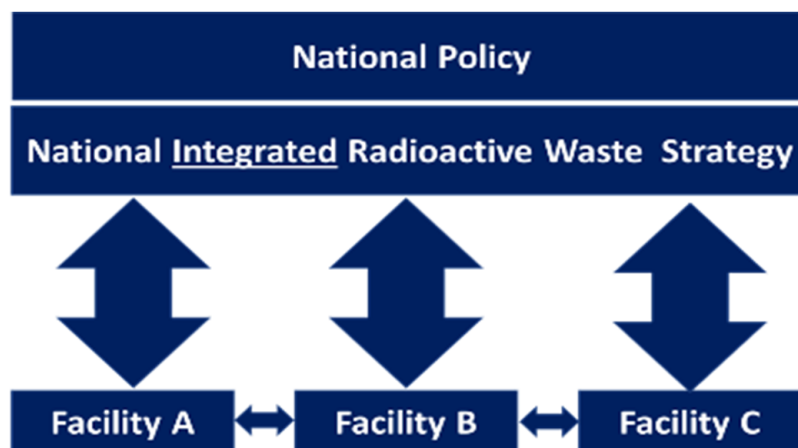 National Policy
National Integrated Radioactive Waste Strategy
Facility A
Facility B
Facility C